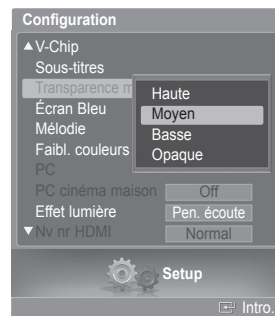 Configuration
▲ V-Chip
Sous-titres
Transparence m
Haute
Moyen
Basse
Opaque
Écran Bleu
Mélodie
Faibl. couleurs
PC
PC cinéma maison Off
Effet lumière Pen. écoute
▼ Nv nr HDMI Normal
Setup
Intro.